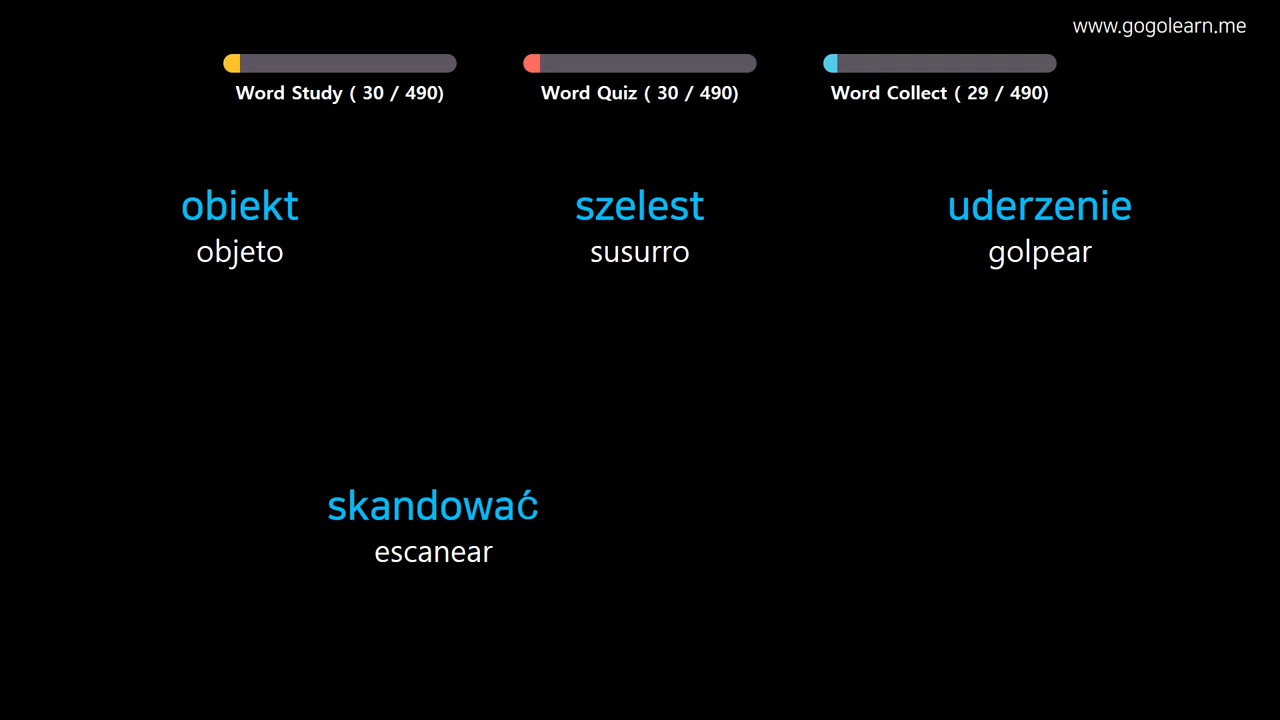 www.gogolearn.me
Word Study ( 30 / 490)
Word Quiz ( 30 / 490)
Word Collect ( 29 / 490)
obiekt
objeto
szelest
susurro
uderzenie
golpear
skandować
escanear